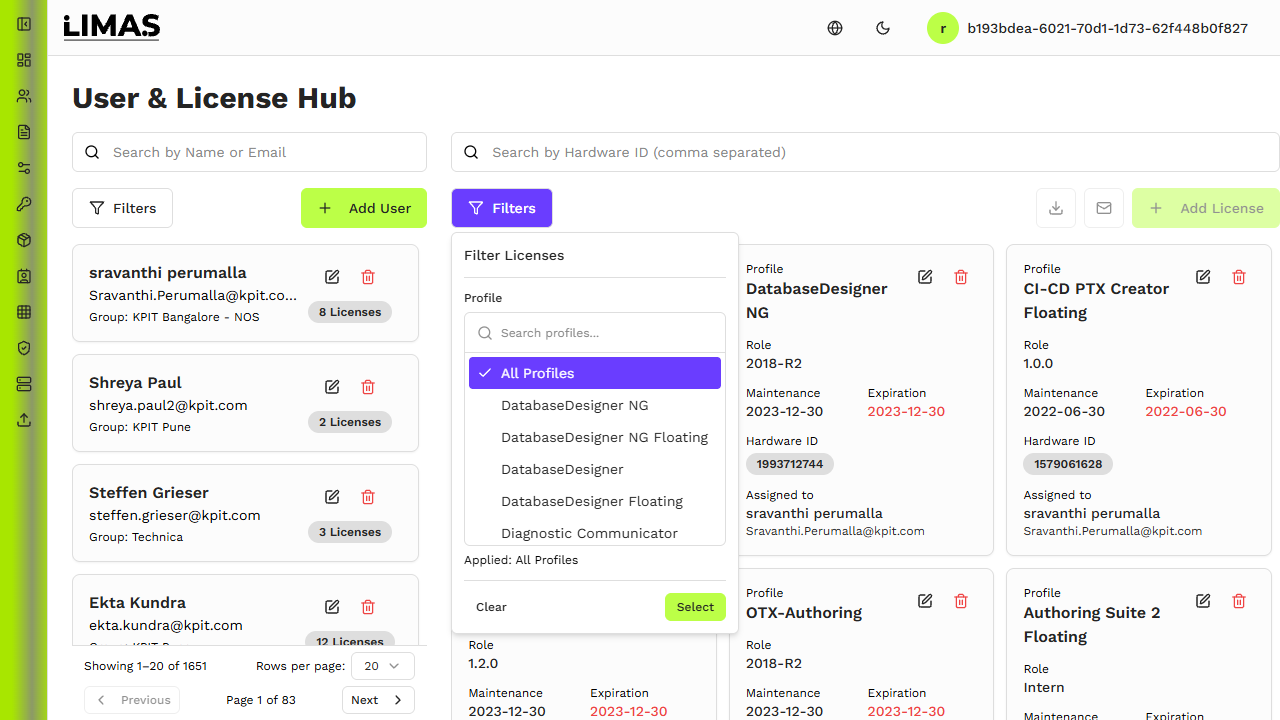 LIMAS
r
b193bdea-6021-70d1-1d73-62f448b0f827
User & License Hub
Search by Name or Email
Filters
Add User
sravanthi perumalla
Sravanthi.Perumalla@kpit.co...
Group: KPIT Bangalore - NOS
8 Licenses
Shreya Paul
shreya.paul2@kpit.com
Group: KPIT Pune
2 Licenses
Steffen Grieser
steffen.grieser@kpit.com
Group: Technica
3 Licenses
Ekta Kundra
ekta.kundra@kpit.com
12 Licenses
Showing 1–20 of 1651
Rows per page:
20
Previous
Page 1 of 83
Next
Search by Hardware ID (comma separated)
Filters
Add License
Filter Licenses
Profile
Search profiles...
All Profiles
DatabaseDesigner NG
DatabaseDesigner NG Floating
DatabaseDesigner
DatabaseDesigner Floating
Diagnostic Communicator
Applied: All Profiles
Clear
Select
Role
1.2.0
Maintenance
2023-12-30
Expiration
2023-12-30
Profile
DatabaseDesigner
NG
Role
2018-R2
Maintenance
2023-12-30
Expiration
2023-12-30
Hardware ID
1993712744
Assigned to
sravanthi perumalla
Sravanthi.Perumalla@kpit.com
Profile
CI-CD PTX Creator
Floating
Role
1.0.0
Maintenance
2022-06-30
Expiration
2022-06-30
Hardware ID
1579061628
Assigned to
sravanthi perumalla
Sravanthi.Perumalla@kpit.com
Profile
OTX-Authoring
Role
2018-R2
Maintenance
2023-12-30
Expiration
2023-12-30
Profile
Authoring Suite 2
Floating
Role
Intern
Maintenance
Expiration